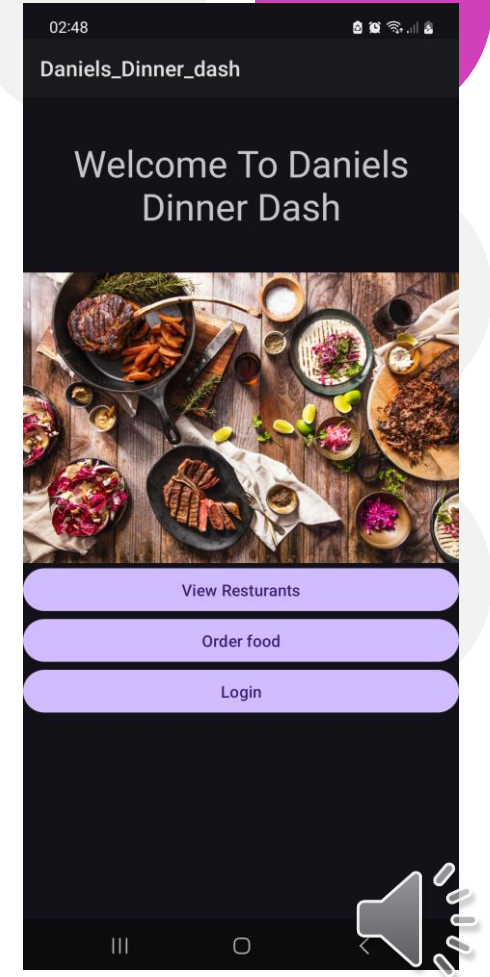 02:48
Daniels_Dinner_dash
Welcome To Daniels
Dinner Dash
View Resturants
Order food
Login